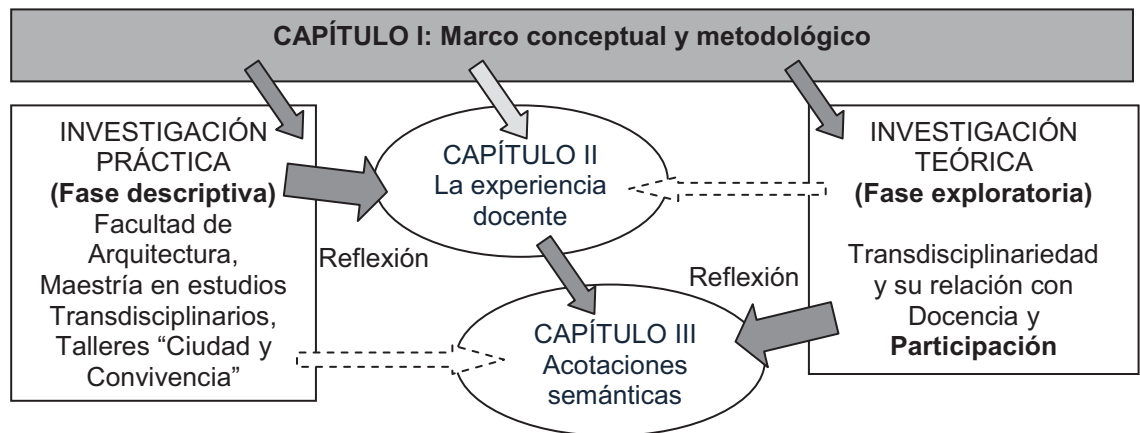 CAPÍTULO I: Marco conceptual y metodológico
INVESTIGACIÓN
PRÁCTICA
(Fase descriptiva)
Facultad de
Arquitectura,
Maestría en estudios
Transdisciplinarios,
Talleres “Ciudad y
Convivencia”
Reflexión
CAPÍTULO II
La experiencia
docente
Reflexión
CAPÍTULO III
Acotaciones
semánticas
INVESTIGACIÓN
TEÓRICA
(Fase exploratoria)
Transdisciplinariedad
y su relación con
Docencia y
Participación